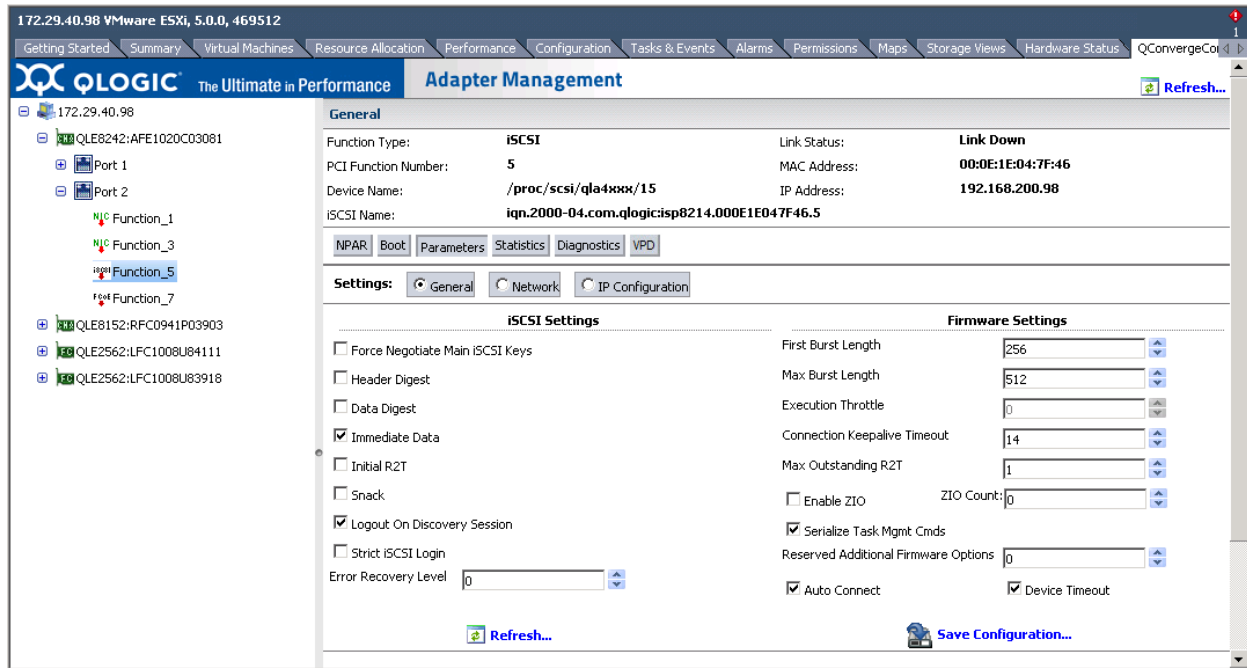 172.29.40.98 VMware ESXi, 5.0.0, 469512
1
Getting Started Summary Virtual Machines Resource Allocation Performance Configuration Tasks & Events Alarms Permissions Maps Storage Views Hardware Status QConvergeCon
QLOGIC The Ultimate in Performance Adapter Management
Refresh...
172.29.40.98
QLE8242:AFE1020C03081
Port 1
Port 2
NIC Function_1
NIC Function_3
iSCSI Function_5
FCoE Function_7
QLE8152:RFC0941P03903
QLE2562:LFC1008U84111
QLE2562:LFC1008U83918
General
Function Type: iSCSI Link Status: Link Down
PCI Function Number: 5 MAC Address: 00:0E:1E:04:7F:46
Device Name: /proc/scsi/qla4xxx/15 IP Address: 192.168.200.98
iSCSI Name: iqn.2000-04.com.qlogic:isp8214.000E1E047F46.5
NPAR Boot Parameters Statistics Diagnostics VPD
Settings: General Network IP Configuration
iSCSI Settings
Force Negotiate Main iSCSI Keys
Header Digest
Data Digest
Immediate Data
Initial R2T
Snack
Logout On Discovery Session
Strict iSCSI Login
Error Recovery Level 0
Refresh...
Firmware Settings
First Burst Length 256
Max Burst Length 512
Execution Throttle 0
Connection Keepalive Timeout 14
Max Outstanding R2T 1
Enable ZIO ZIO Count: 0
Serialize Task Mgmt Cmds
Reserved Additional Firmware Options 0
Auto Connect Device Timeout
Save Configuration...